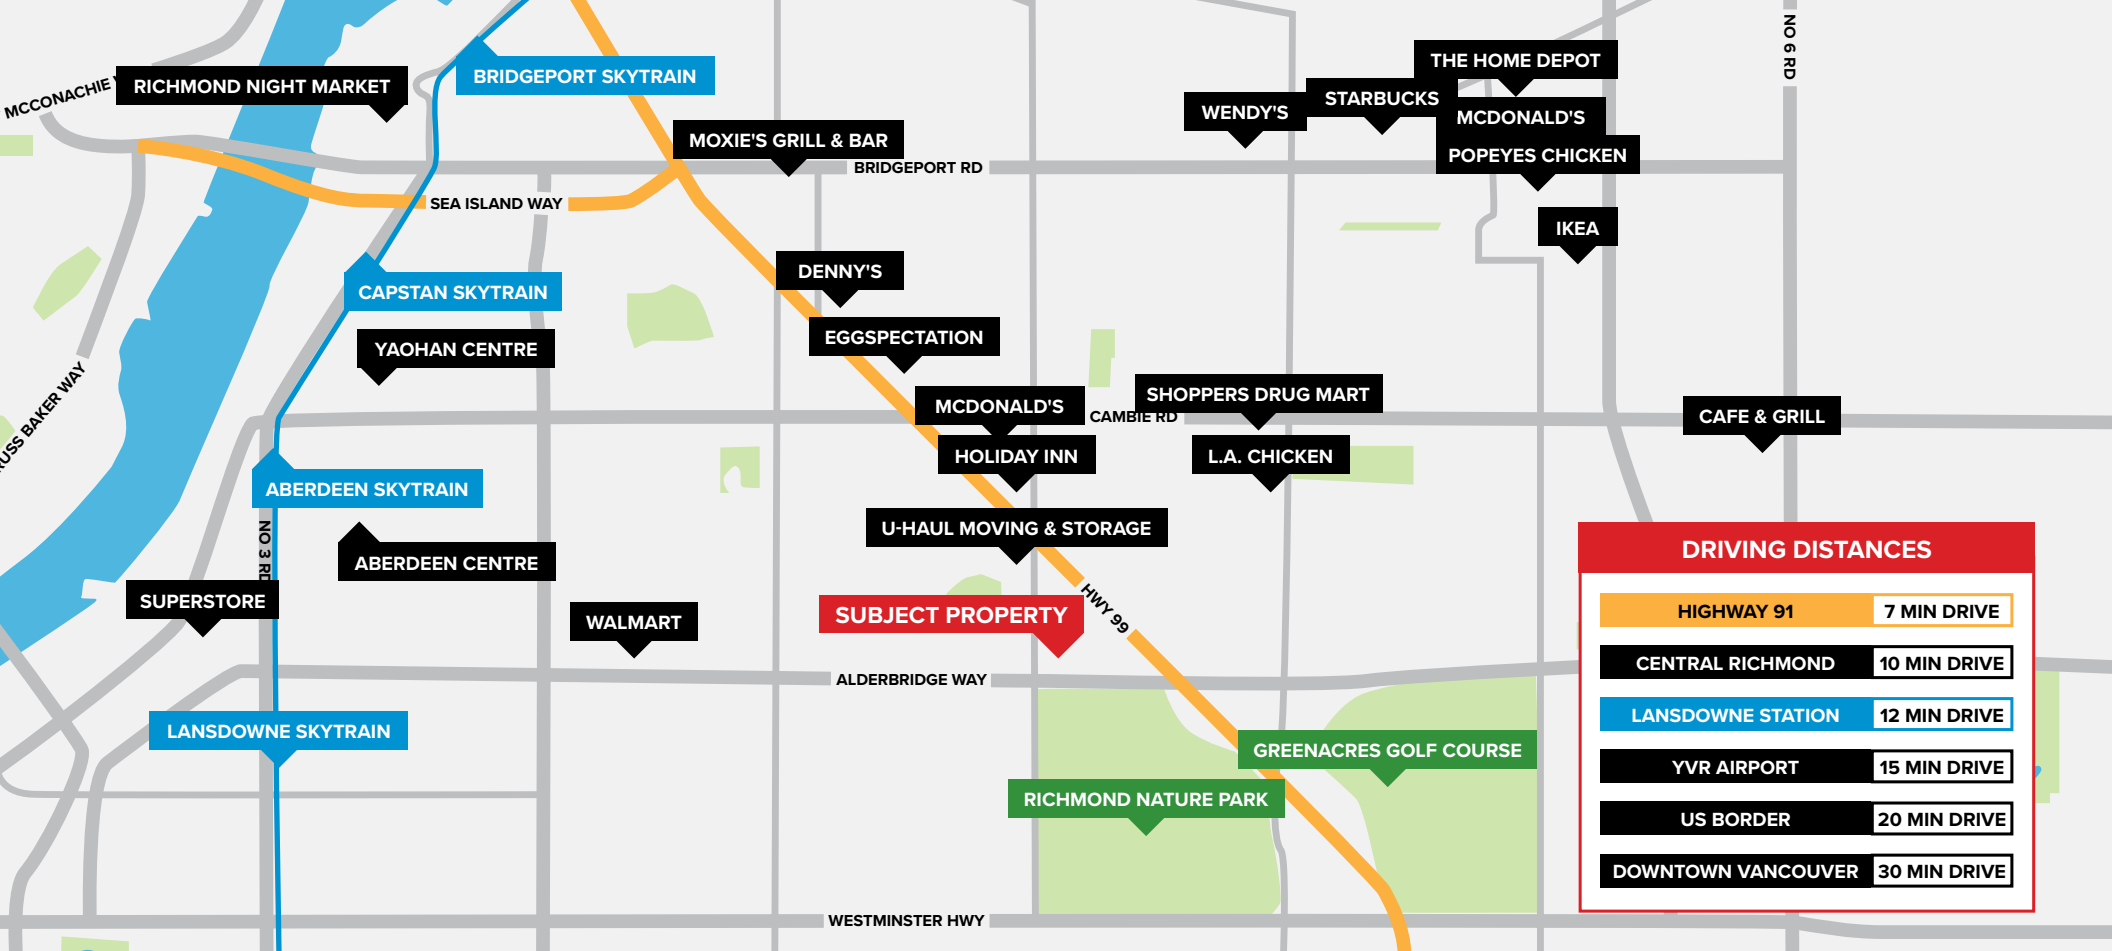 NO 6 RD
THE HOME DEPOT
BRIDGEPORT SKYTRAIN
RICHMOND NIGHT MARKET
MCCONACHIE
STARBUCKS
WENDY'S
MCDONALD'S
MOXIE'S GRILL & BAR
POPEYES CHICKEN
BRIDGEPORT RD
SEA ISLAND WAY
IKEA
DENNY'S
CAPSTAN SKYTRAIN
EGGSPECTATION
YAOHAN CENTRE
SHOPPERS DRUG MART
MCDONALD'S
CAMBIE RD
CAFE & GRILL
RUSS BAKER WAY
HOLIDAY INN
L.A. CHICKEN
ABERDEEN SKYTRAIN
U-HAUL MOVING & STORAGE
NO 3 RD
ABERDEEN CENTRE
SUPERSTORE
HWY 99
SUBJECT PROPERTY
WALMART
ALDERBRIDGE WAY
LANSDOWNE SKYTRAIN
GREENACRES GOLF COURSE
RICHMOND NATURE PARK
WESTMINSTER HWY
DRIVING DISTANCES
HIGHWAY 91 7 MIN DRIVE
CENTRAL RICHMOND 10 MIN DRIVE
LANSDOWNE STATION 12 MIN DRIVE
YVR AIRPORT 15 MIN DRIVE
US BORDER 20 MIN DRIVE
DOWNTOWN VANCOUVER 30 MIN DRIVE